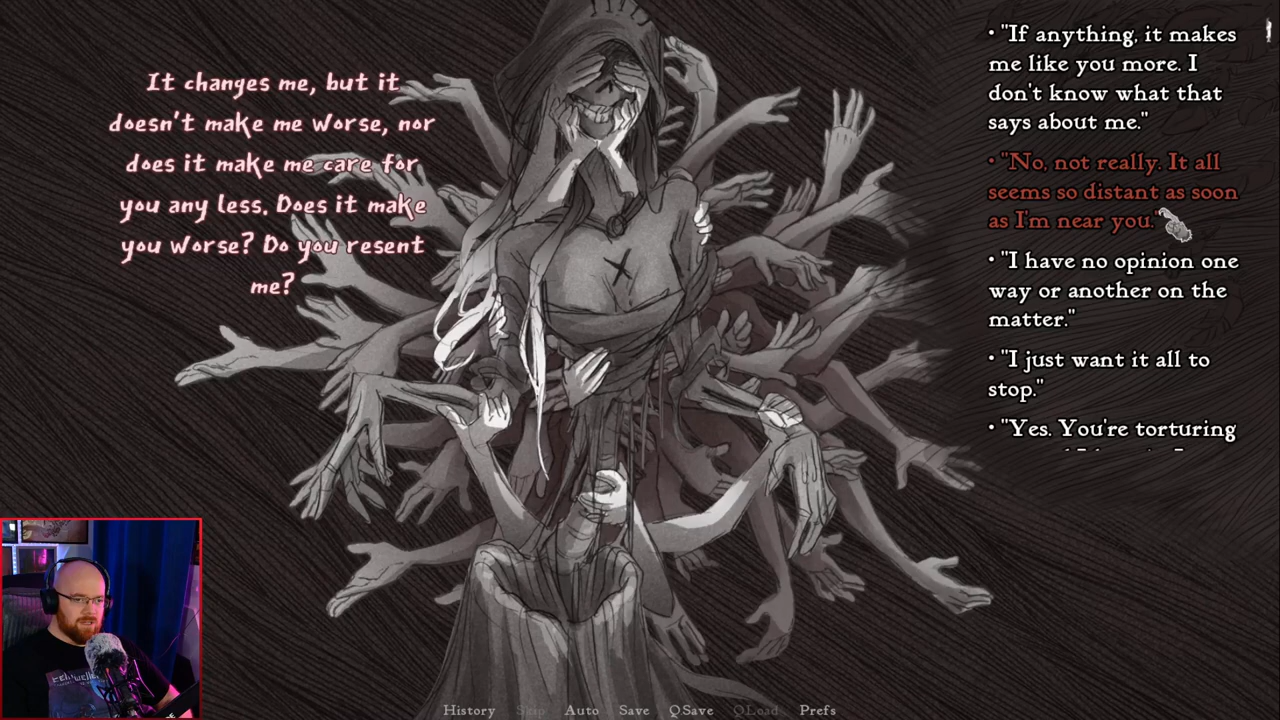 It changes me, but it
doesn't make me worse, nor
does it make me care for
you any less. Does it make
you worse? Do you resent
me?
• "If anything, it makes
me like you more. I
don't know what that
says about me."
• "No, not really. It all
seems so distant as soon
as I'm near you."
• "I have no opinion one
way or another on the
matter."
• "I just want it all to
stop."
• "Yes. You're torturing
History Skip Auto Save QSave QLoad Prefs